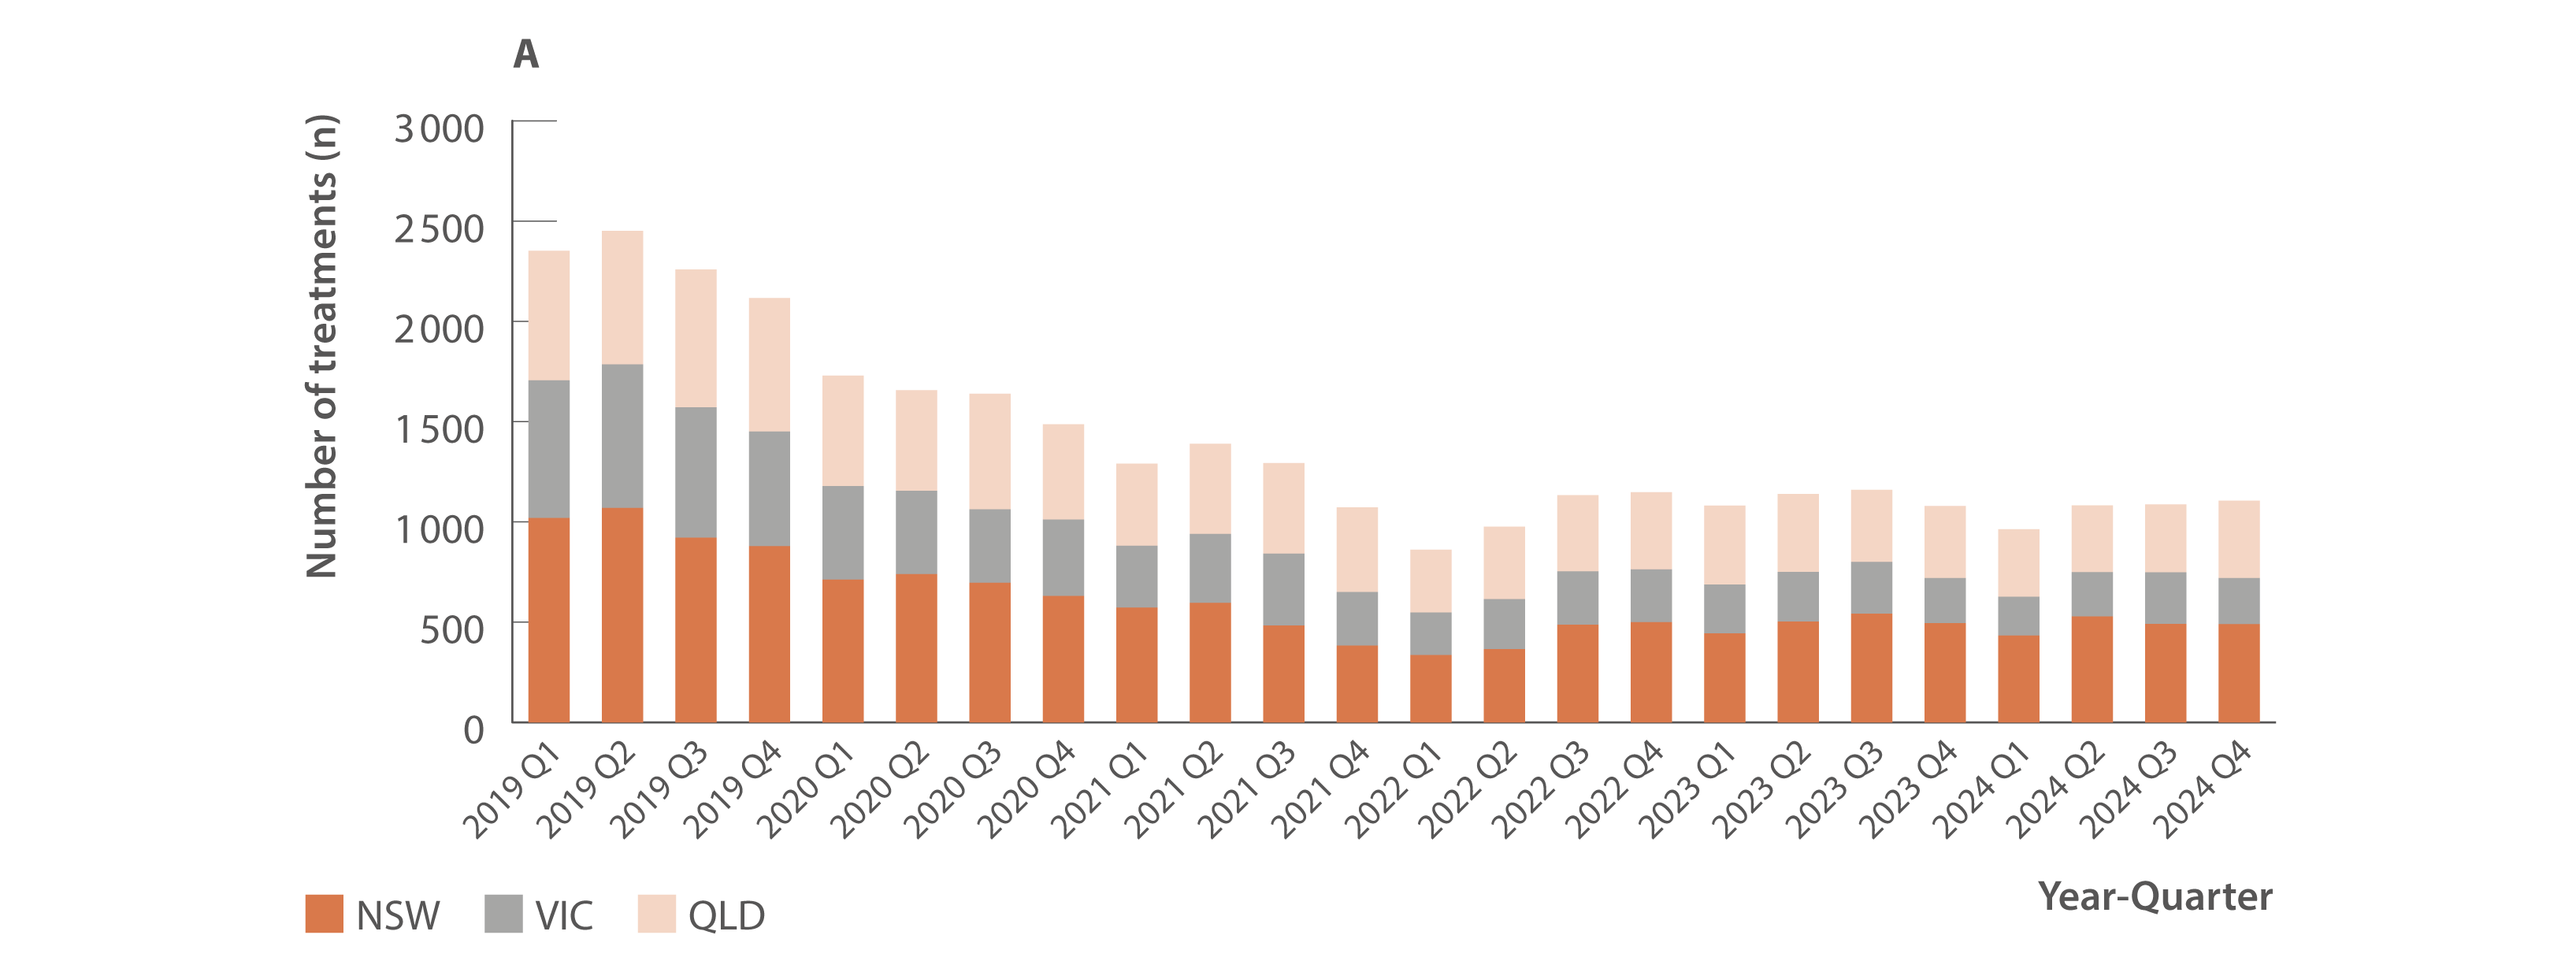 A
Number of treatments (n)
3 000
2 500
2 000
1 500
1 000
500
0
2019 Q1
2019 Q2
2019 Q3
2019 Q4
2020 Q1
2020 Q2
2020 Q3
2020 Q4
2021 Q1
2021 Q2
2021 Q3
2021 Q4
2022 Q1
2022 Q2
2022 Q3
2022 Q4
2023 Q1
2023 Q2
2023 Q3
2023 Q4
2024 Q1
2024 Q2
2024 Q3
2024 Q4
Year-Quarter
NSW VIC QLD